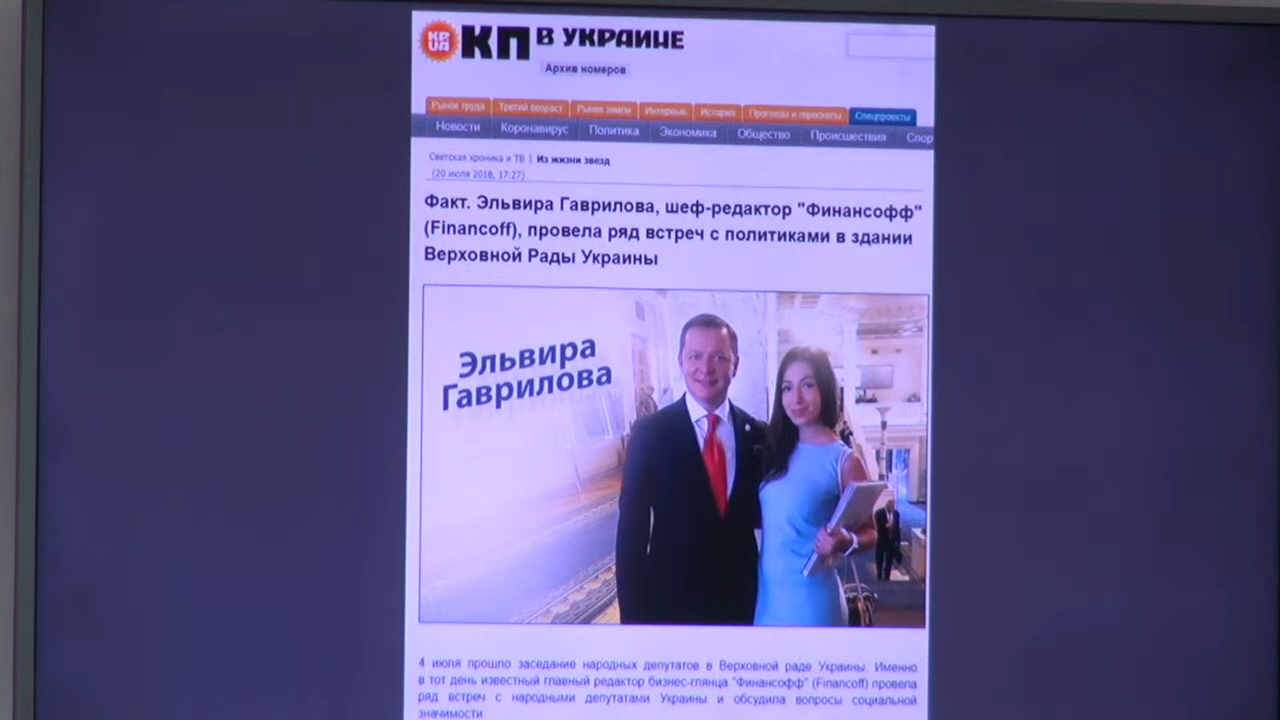 KP
UA
КП В УКРАИНЕ
Архив номеров
Рынок труда Третий возраст Рынок земли Интервью История Прогнозы и гороскопы Спецпроекты
Новости Коронавирус Политика Экономика Общество Происшествия Спор
Светская хроника и ТВ | Из жизни звезд
(20 июля 2018, 17:27)
Факт. Эльвира Гаврилова, шеф-редактор "Финансофф"
(Financoff), провела ряд встреч с политиками в здании
Верховной Рады Украины
Эльвира
Гаврилова
4 июля прошло заседание народных депутатов в Верховной раде Украины. Именно
в тот день известный главный редактор бизнес-глянца "Финансофф" (Financoff) провела
ряд встреч с народными депутатами Украины и обсудила вопросы социальной
значимости